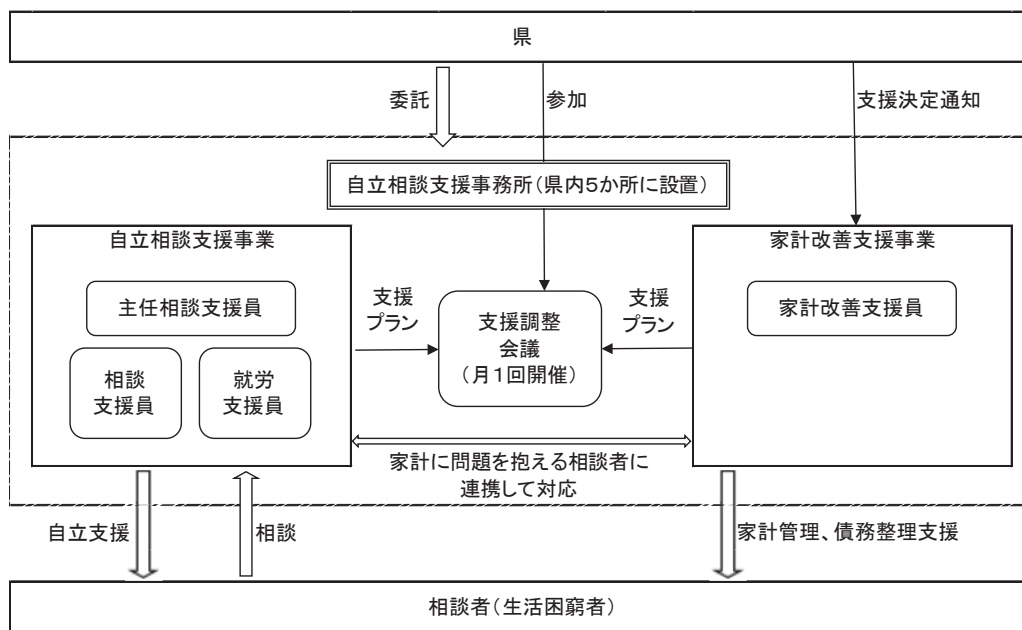 県
委託
参加
支援決定通知
自立相談支援事務所（県内５か所に設置）
自立相談支援事業
主任相談支援員
相談
支援員
就労
支援員
支援
プラン
支援調整
会議
（月１回開催）
支援
プラン
家計改善支援事業
家計改善支援員
家計に問題を抱える相談者に
連携して対応
自立支援
相談
家計管理、債務整理支援
相談者（生活困窮者）